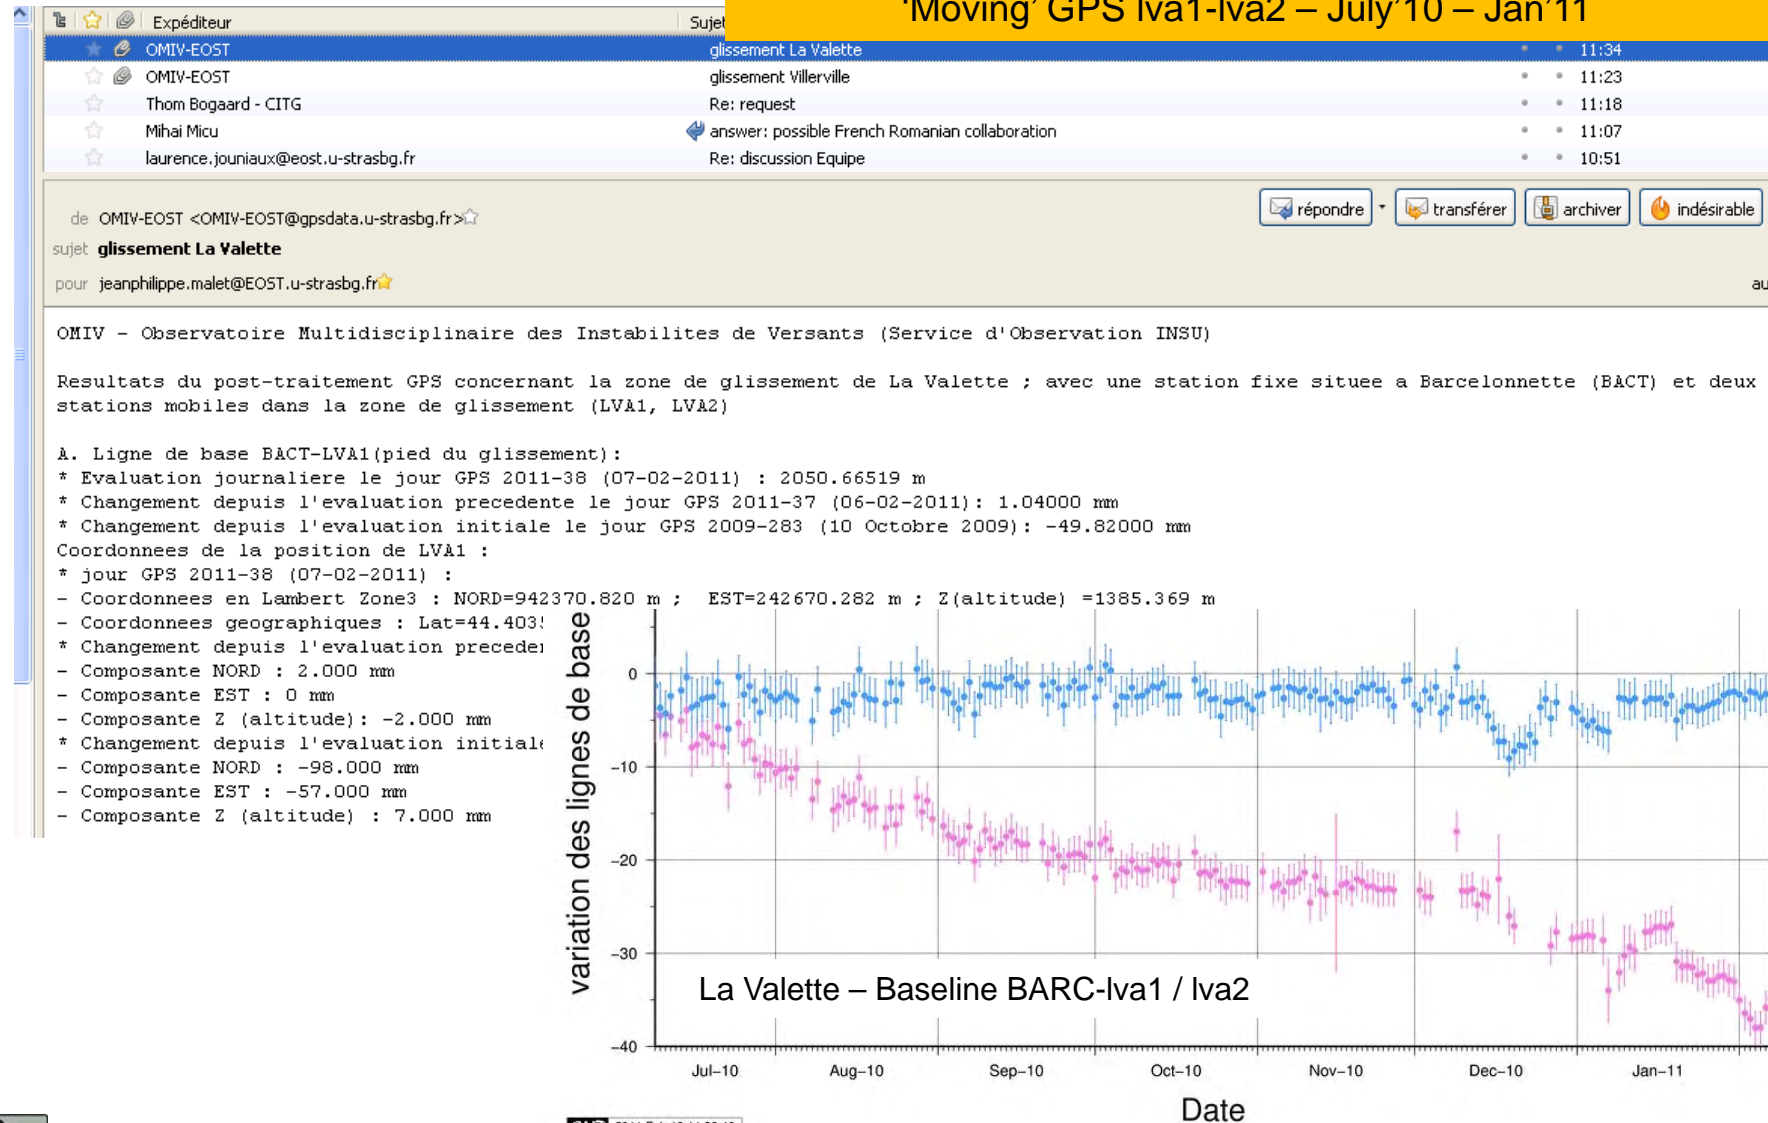 'Moving' GPS lva1-lva2 – July'10 – Jan'11
Expéditeur Sujet
OMIV-EOST glissement La Valette 11:34
OMIV-EOST glissement Villerville 11:23
Thom Bogaard - CITG Re: request 11:18
Mihai Micu answer: possible French Romanian collaboration 11:07
laurence.jouniaux@eost.u-strasbg.fr Re: discussion Equipe 10:51
répondre transférer archiver indésirable
de OMIV-EOST <OMIV-EOST@gpsdata.u-strasbg.fr>
sujet glissement La Valette
pour jeanphilippe.malet@EOST.u-strasbg.fr au
OMIV - Observatoire Multidisciplinaire des Instabilites de Versants (Service d'Observation INSU)
Resultats du post-traitement GPS concernant la zone de glissement de La Valette ; avec une station fixe situee a Barcelonnette (BACT) et deux
stations mobiles dans la zone de glissement (LVA1, LVA2)
A. Ligne de base BACT-LVA1(pied du glissement):
* Evaluation journaliere le jour GPS 2011-38 (07-02-2011) : 2050.66519 m
* Changement depuis l'evaluation precedente le jour GPS 2011-37 (06-02-2011): 1.04000 mm
* Changement depuis l'evaluation initiale le jour GPS 2009-283 (10 Octobre 2009): -49.82000 mm
Coordonnees de la position de LVA1 :
* jour GPS 2011-38 (07-02-2011) :
- Coordonnees en Lambert Zone3 : NORD=942370.820 m ; EST=242670.282 m ; Z(altitude) =1385.369 m
- Coordonnees geographiques : Lat=44.403
* Changement depuis l'evaluation precede
- Composante NORD : 2.000 mm
- Composante EST : 0 mm
- Composante Z (altitude): -2.000 mm
* Changement depuis l'evaluation initiale
- Composante NORD : -98.000 mm
- Composante EST : -57.000 mm
- Composante Z (altitude) : 7.000 mm
variation des lignes de base
0
−10
−20
−30
−40
La Valette – Baseline BARC-lva1 / lva2
Jul−10 Aug−10 Sep−10 Oct−10 Nov−10 Dec−10 Jan−11
Date